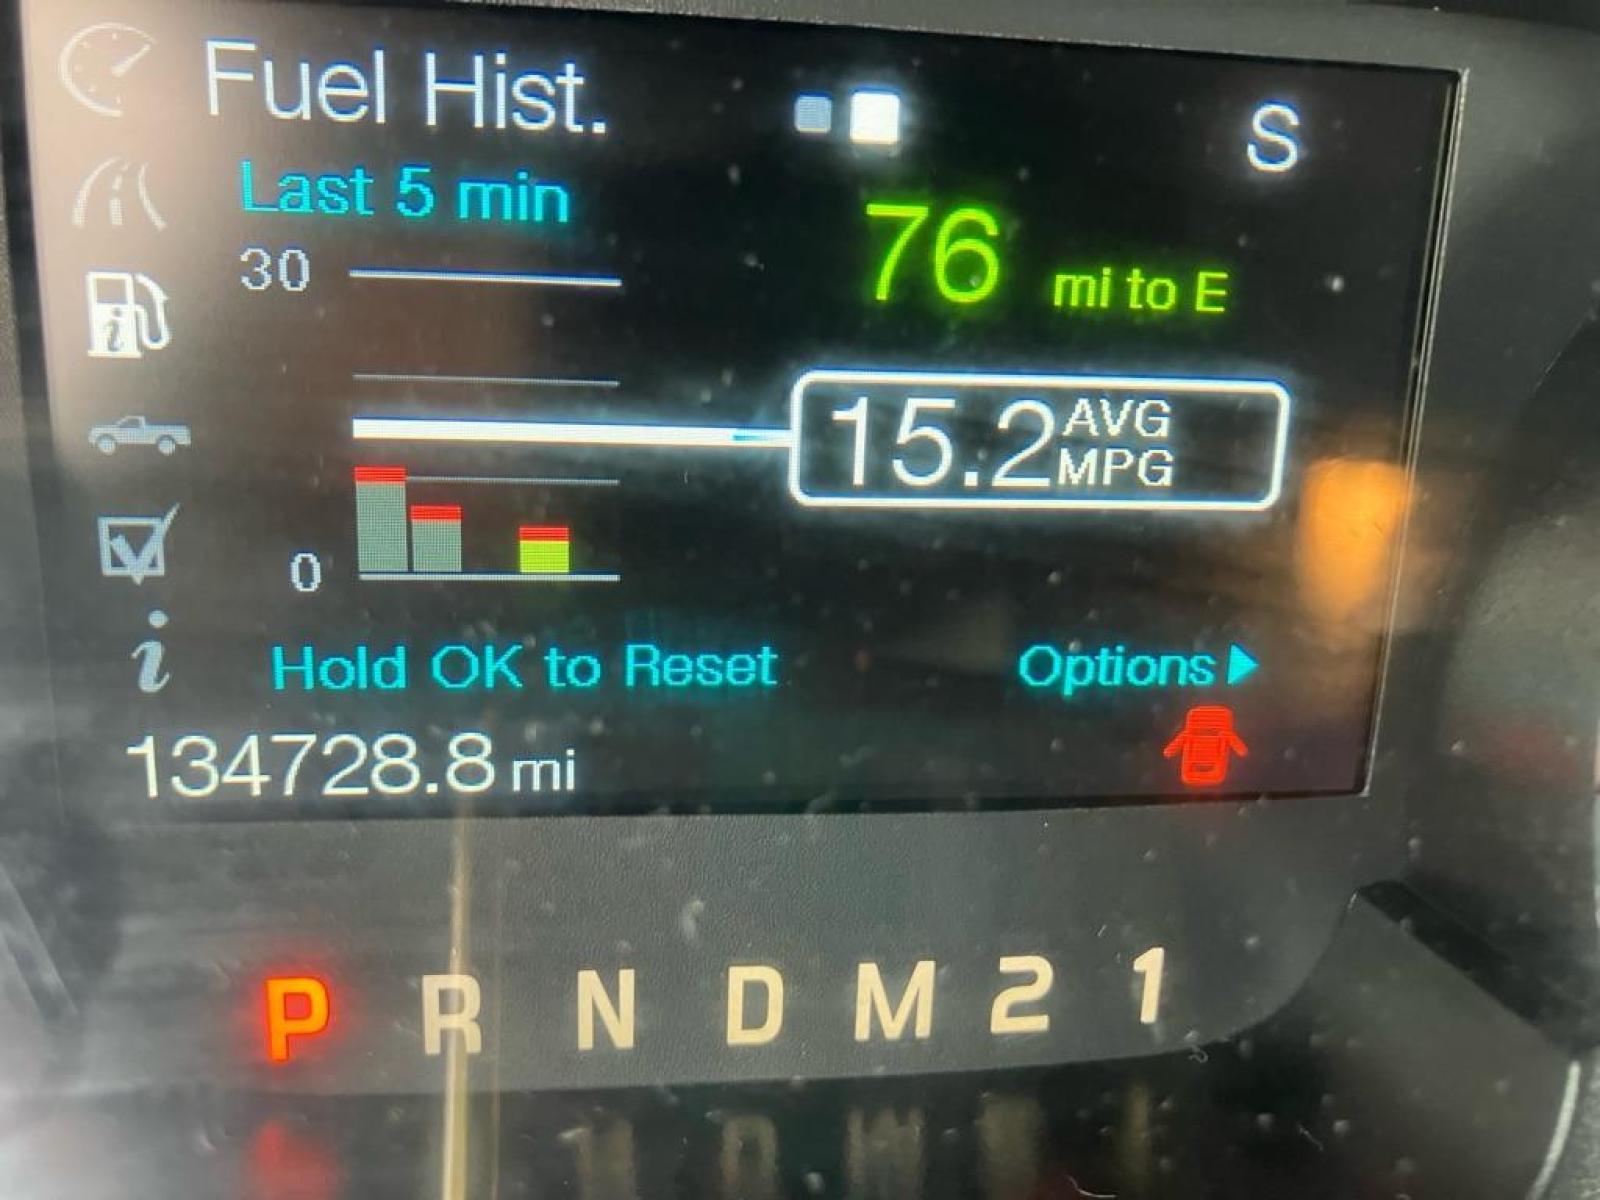 Fuel Hist.
S
Last 5 min
76 mi to E
30
15.2 AVG MPG
0
Hold OK to Reset
Options
134728.8 mi
P R N D M 2 1